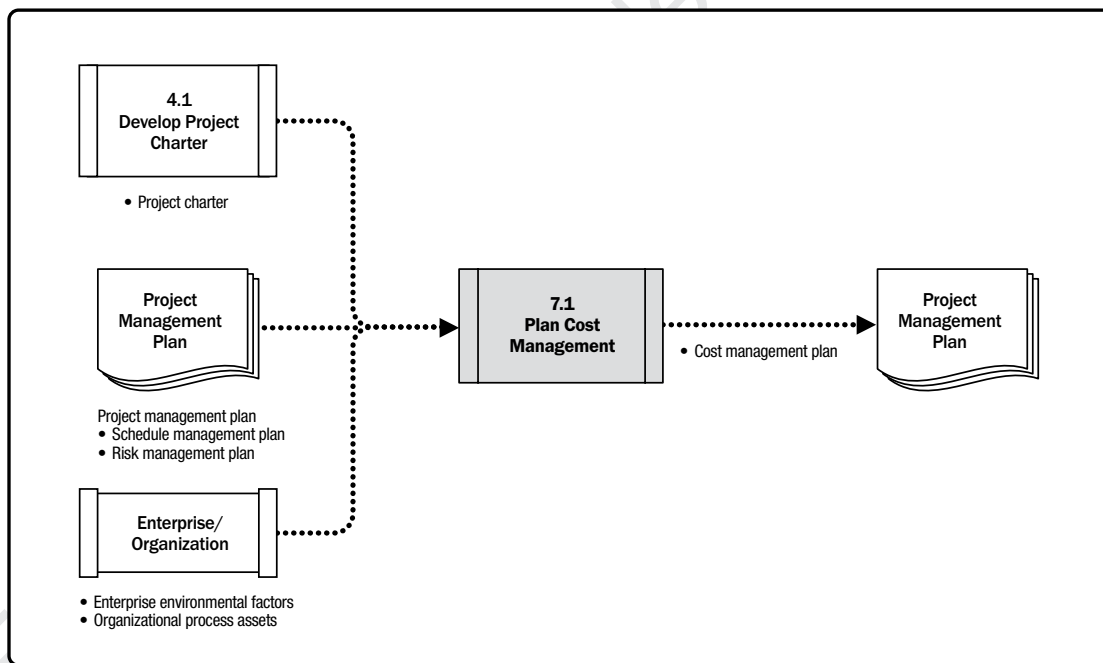 4.1
Develop Project
Charter
• Project charter
Project
Management
Plan
Project management plan
• Schedule management plan
• Risk management plan
Enterprise/
Organization
• Enterprise environmental factors
• Organizational process assets
7.1
Plan Cost
Management
• Cost management plan
Project
Management
Plan